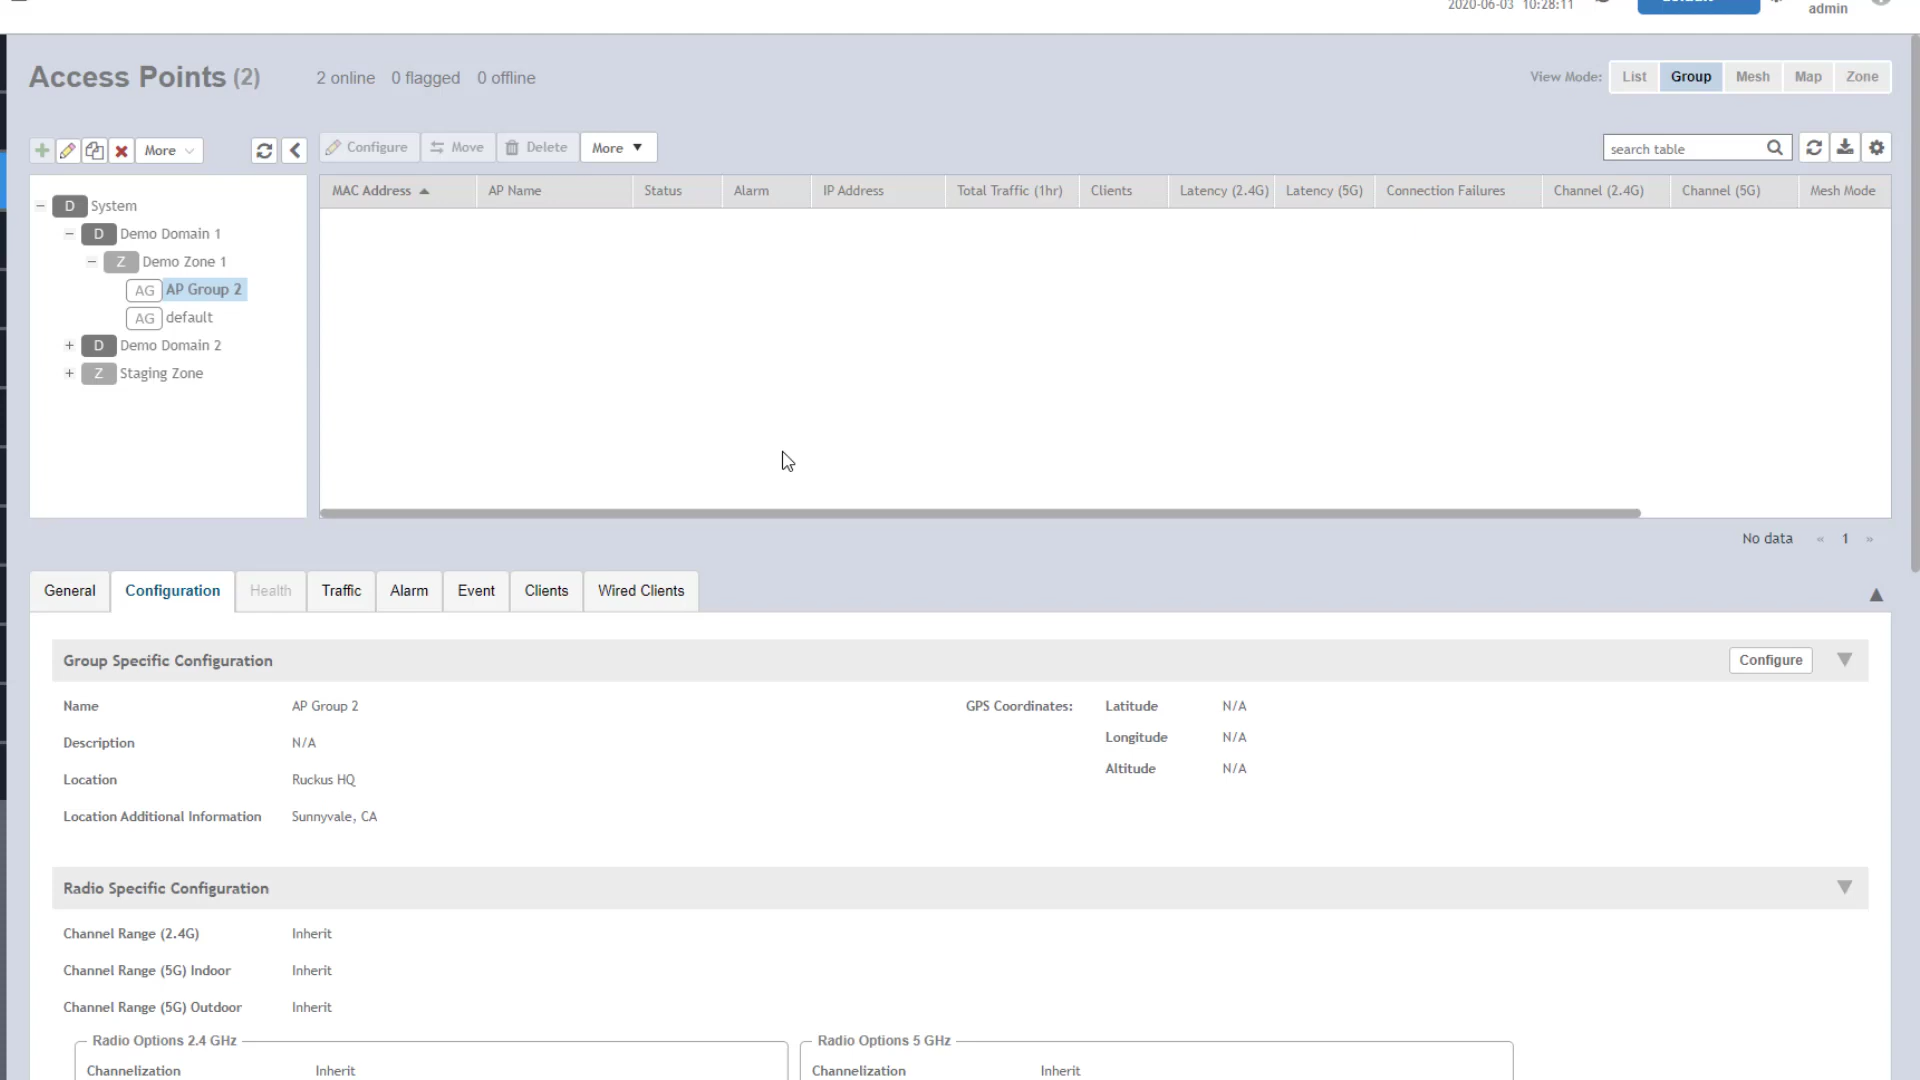 2020-06-03 10:28:11
admin
Access Points (2) 2 online 0 flagged 0 offline
View Mode: List Group Mesh Map Zone
More Configure Move Delete More search table
MAC Address AP Name Status Alarm IP Address Total Traffic (1hr) Clients Latency (2.4G) Latency (5G) Connection Failures Channel (2.4G) Channel (5G) Mesh Mode
D System
D Demo Domain 1
Z Demo Zone 1
AG AP Group 2
AG default
D Demo Domain 2
Z Staging Zone
No data « 1 »
General Configuration Health Traffic Alarm Event Clients Wired Clients
Group Specific Configuration Configure
Name AP Group 2 GPS Coordinates: Latitude N/A
Longitude N/A
Description N/A
Altitude N/A
Location Ruckus HQ
Location Additional Information Sunnyvale, CA
Radio Specific Configuration
Channel Range (2.4G) Inherit
Channel Range (5G) Indoor Inherit
Channel Range (5G) Outdoor Inherit
Radio Options 2.4 GHz Radio Options 5 GHz
Channelization Inherit Channelization Inherit